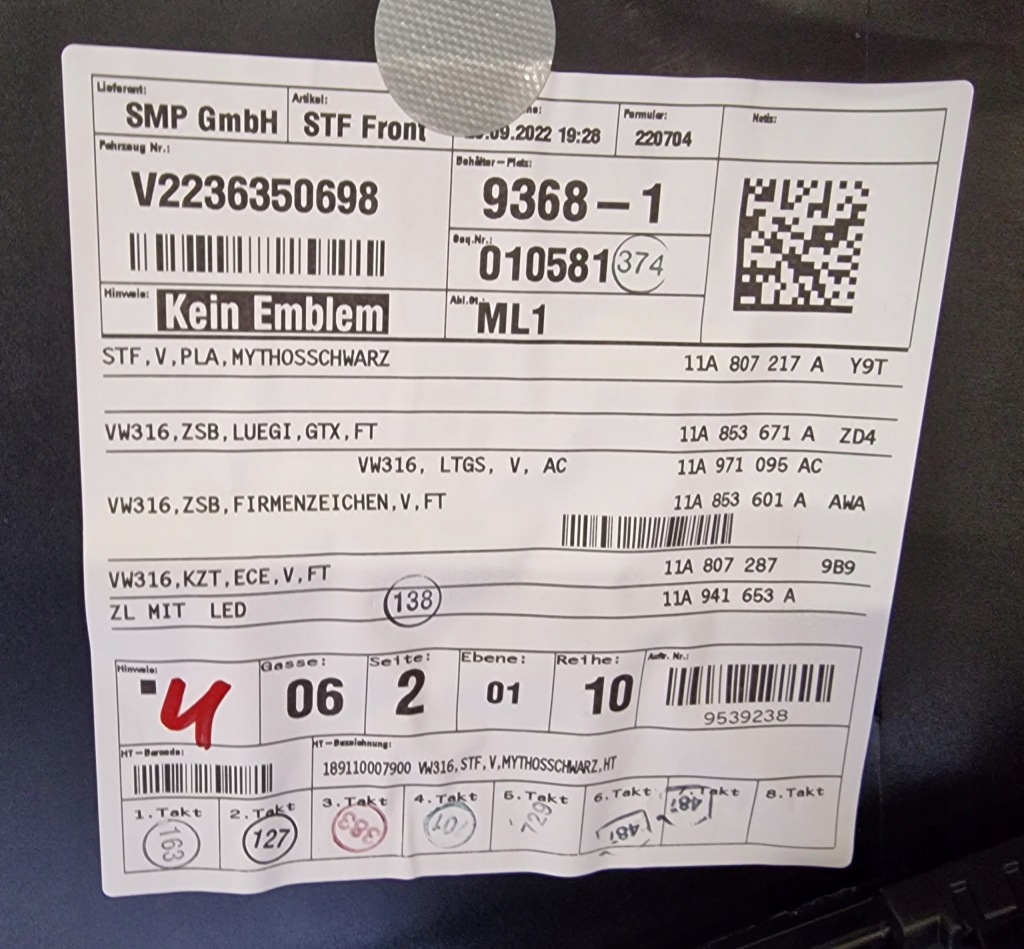 Lieferant:
SMP GmbH
Artikel:
STF Front
.09.2022 19:28
Formular:
220704
Notiz:
Fahrzeug Nr.:
V2236350698
Behälter-Platz:
9368-1
Seq.Nr.:
010581 374
Hinweis:
Kein Emblem
ML1
STF,V,PLA,MYTHOSSCHWARZ 11A 807 217 A Y9T
VW316,ZSB,LUEGI,GTX,FT 11A 853 671 A ZD4
VW316, LTGS, V, AC 11A 971 095 AC
VW316,ZSB,FIRMENZEICHEN,V,FT 11A 853 601 A AWA
VW316,KZT,ECE,V,FT 11A 807 287 9B9
ZL MIT LED 138 11A 941 653 A
Hinweis:
Gasse:
06
Seite:
2
Ebene:
01
Reihe:
10
Auftr. Nr.:
9539238
HT-Barcode:
HT-Bezeichnung:
189110007900 VW316,STF,V,MYTHOSSCHWARZ,HT
1.Takt 2.Takt 3.Takt 4.Takt 5.Takt 6.Takt 7.Takt 8.Takt
163 127 383 729